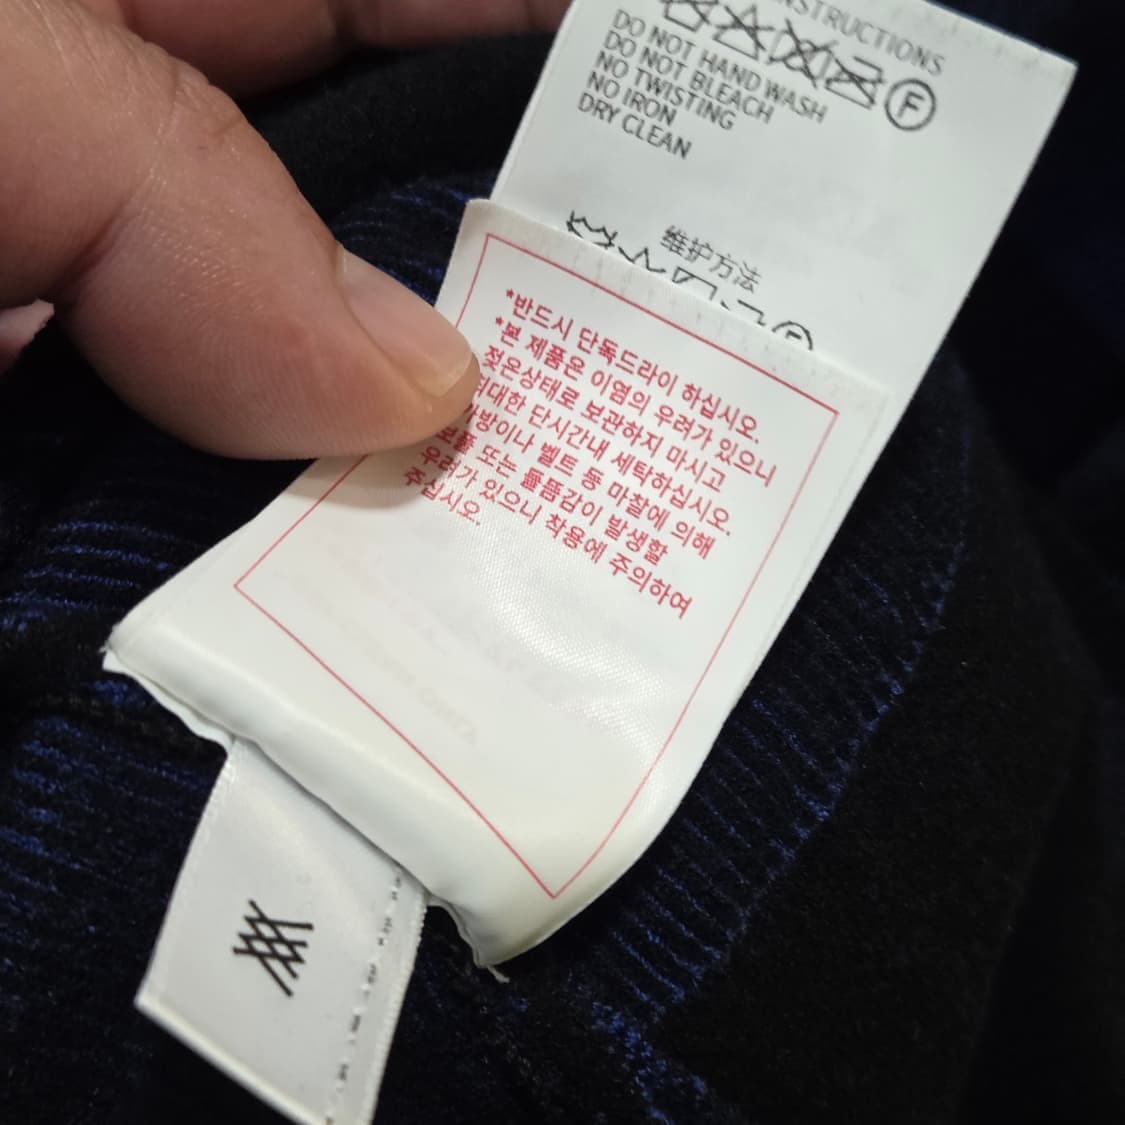 INSTRUCTIONS
F
DO NOT HAND WASH
DO NOT BLEACH
NO TWISTING
NO IRON
DRY CLEAN
维护方法
F
*반드시 단독드라이 하십시오.
*본 제품은 이염의 우려가 있으니
젖은상태로 보관하지 마시고
최대한 단시간내 세탁하십시오.
가방이나 벨트 등 마찰에 의해
보풀 또는 뜯뜸감이 발생할
우려가 있으니 착용에 주의하여
주십시오.